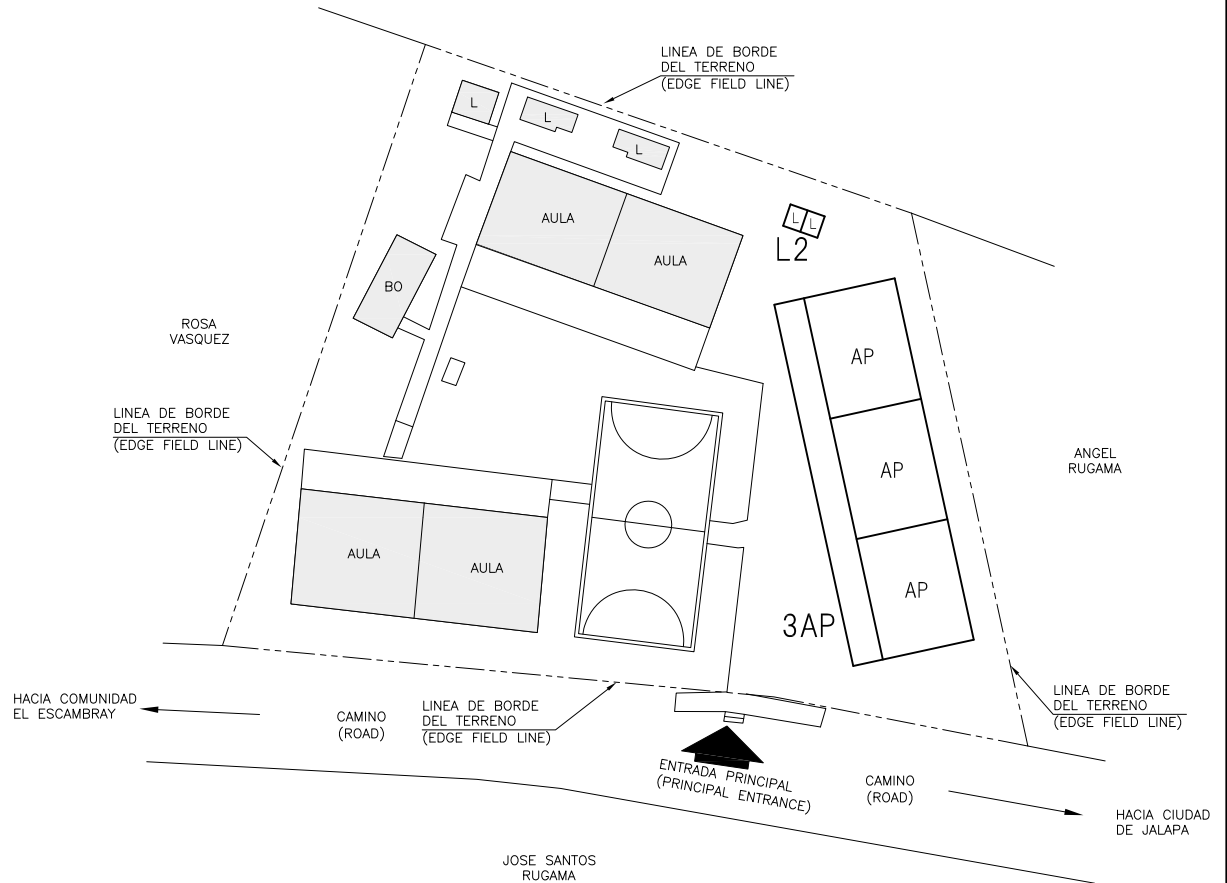 LINEA DE BORDE
DEL TERRENO
(EDGE FIELD LINE)
L
L
L
AULA
AULA
L L
L2
BO
ROSA
VASQUEZ
AP
LINEA DE BORDE
DEL TERRENO
(EDGE FIELD LINE)
ANGEL
RUGAMA
AP
AULA
AULA
AP
3AP
HACIA COMUNIDAD
EL ESCAMBRAY
CAMINO
(ROAD)
LINEA DE BORDE
DEL TERRENO
(EDGE FIELD LINE)
LINEA DE BORDE
DEL TERRENO
(EDGE FIELD LINE)
ENTRADA PRINCIPAL
(PRINCIPAL ENTRANCE)
CAMINO
(ROAD)
HACIA CIUDAD
DE JALAPA
JOSE SANTOS
RUGAMA